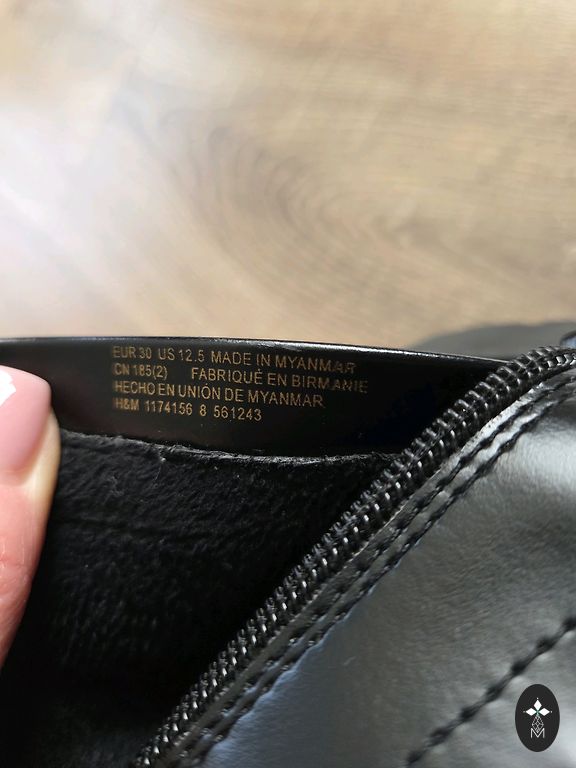 EUR 30 US 12.5 MADE IN MYANMAR
CN 185(2) FABRIQUÉ EN BIRMANIE
HECHO EN UNIÓN DE MYANMAR
H&M 1174156 8 561243
M